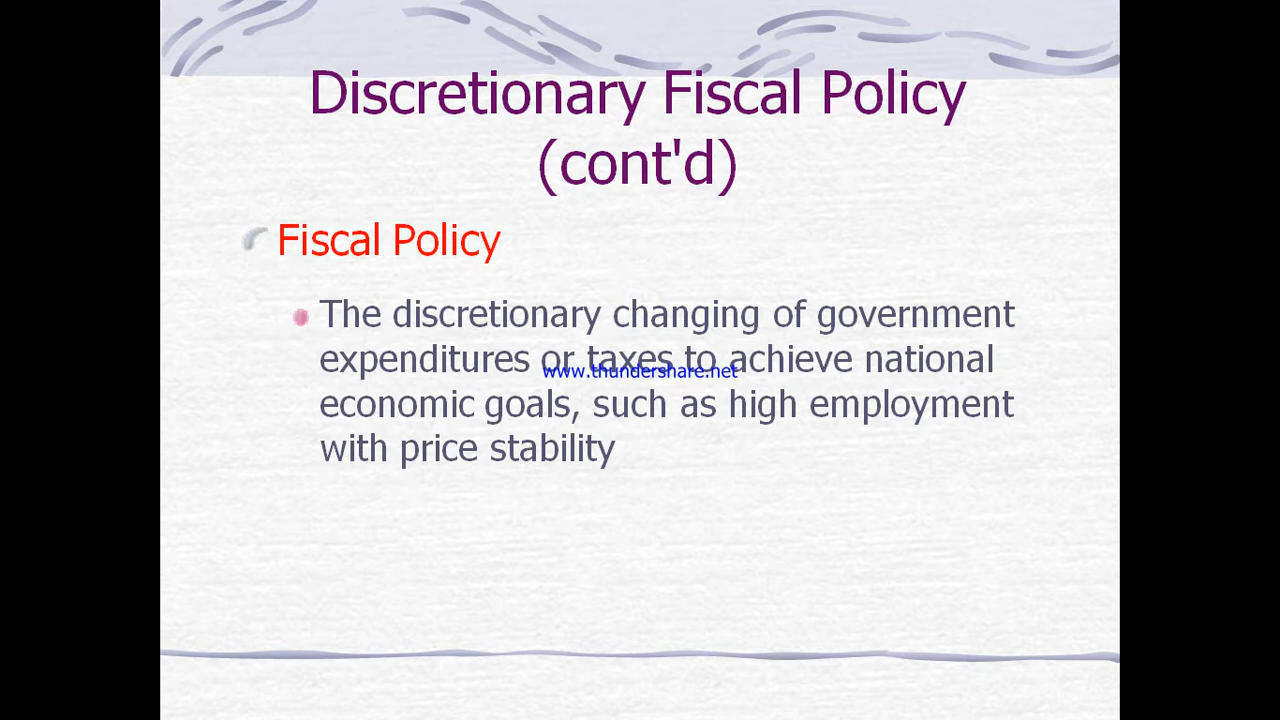 Discretionary Fiscal Policy
(cont'd)
Fiscal Policy
The discretionary changing of government
expenditures or taxes to achieve national
www.thundershare.net
economic goals, such as high employment
with price stability